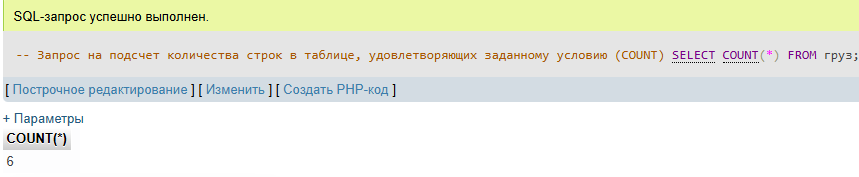 SQL-запрос успешно выполнен.
-- Запрос на подсчет количества строк в таблице, удовлетворяющих заданному условию (COUNT) SELECT COUNT(*) FROM груз;
[ Построчное редактирование ] [ Изменить ] [ Создать PHP-код ]
+ Параметры
COUNT(*)
6